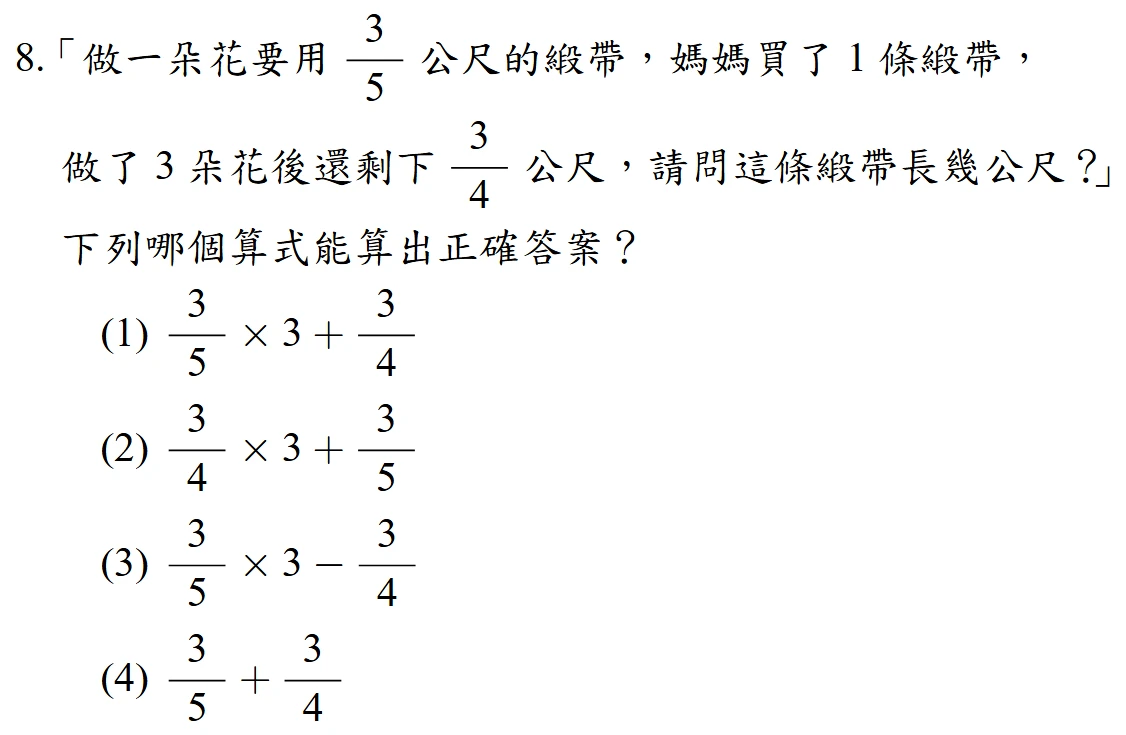 8.「做一朵花要用 3/5 公尺的緞帶，媽媽買了 1 條緞帶，
做了 3 朵花後還剩下 3/4 公尺，請問這條緞帶長幾公尺？」
下列哪個算式能算出正確答案？
(1) 3/5 × 3 + 3/4
(2) 3/4 × 3 + 3/5
(3) 3/5 × 3 − 3/4
(4) 3/5 + 3/4